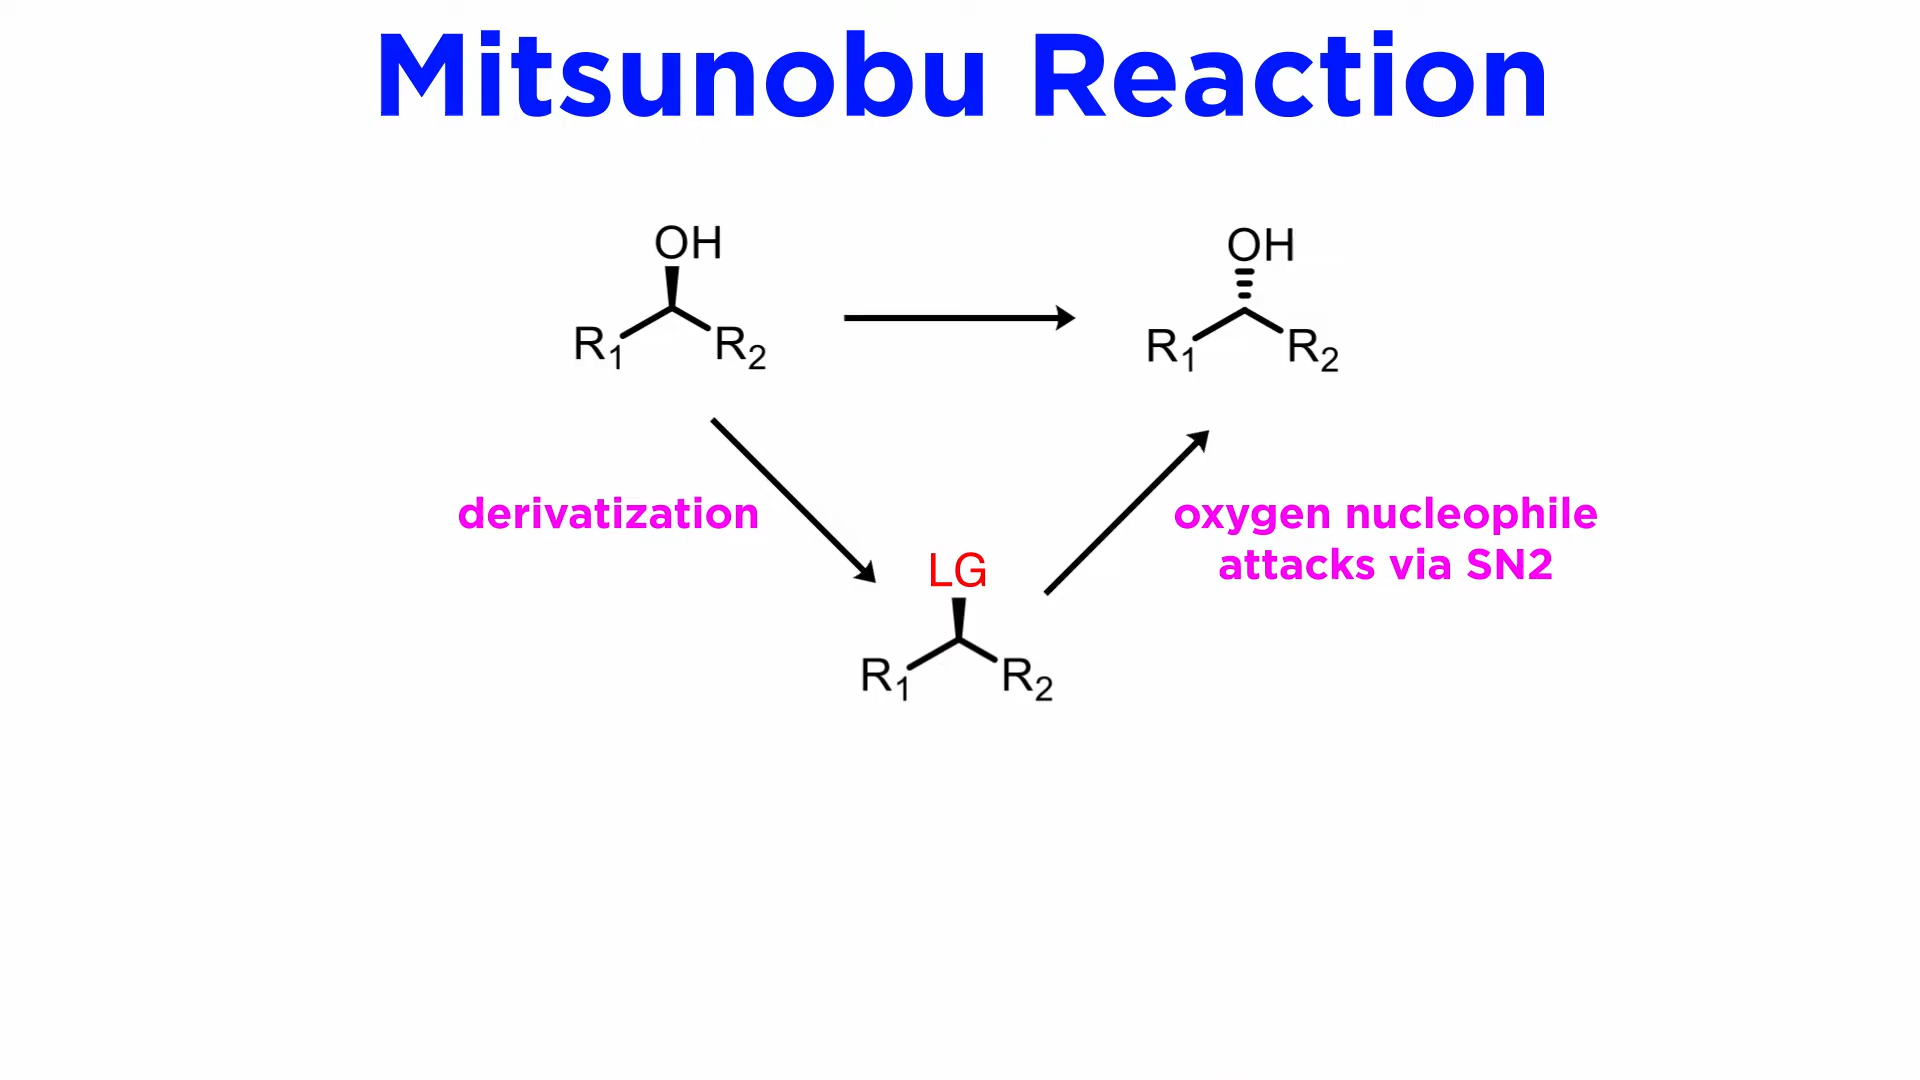 Mitsunobu Reaction
OH
R1 R2
OH
R1 R2
derivatization
oxygen nucleophile
attacks via SN2
LG
R1 R2